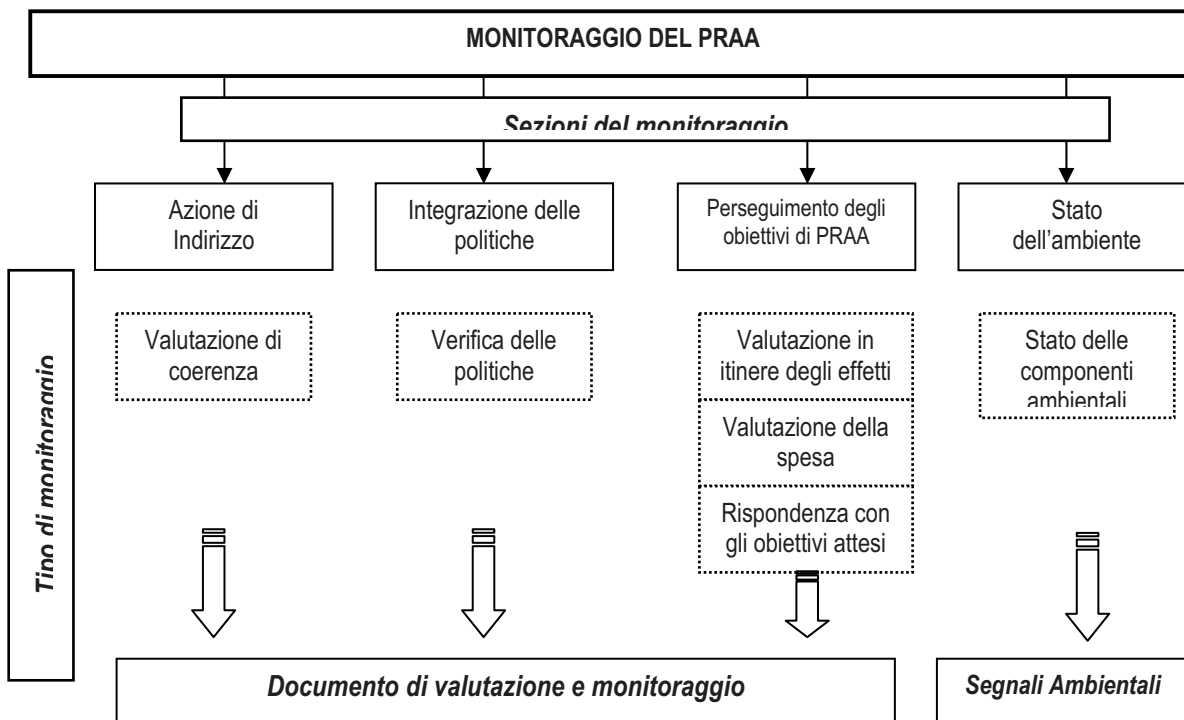 MONITORAGGIO DEL PRAA
Sezioni del monitoraggio
Azione di
Indirizzo
Integrazione delle
politiche
Perseguimento degli
obiettivi di PRAA
Stato
dell'ambiente
Tipo di monitoraggio
Valutazione di
coerenza
Verifica delle
politiche
Valutazione in
itinere degli effetti
Valutazione della
spesa
Rispondenza con
gli obiettivi attesi
Stato delle
componenti
ambientali
Documento di valutazione e monitoraggio
Segnali Ambientali